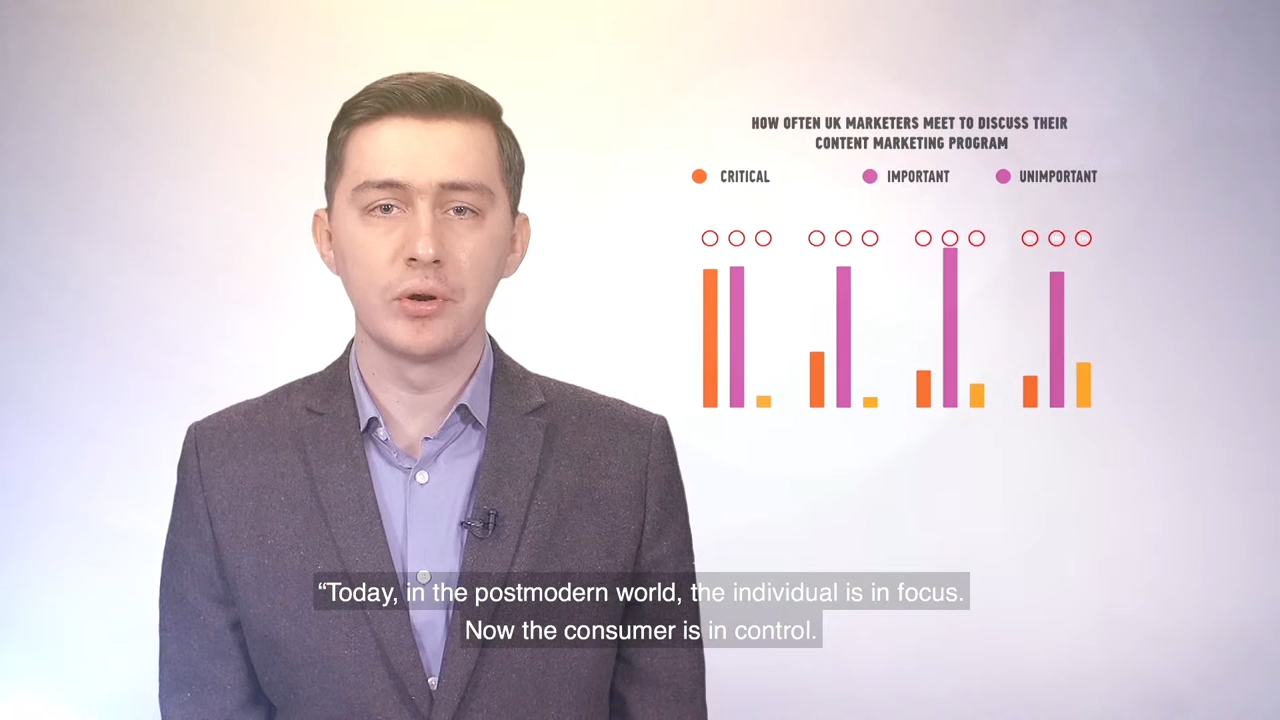 HOW OFTEN UK MARKETERS MEET TO DISCUSS THEIR
CONTENT MARKETING PROGRAM
CRITICAL IMPORTANT UNIMPORTANT
“Today, in the postmodern world, the individual is in focus.
Now the consumer is in control.